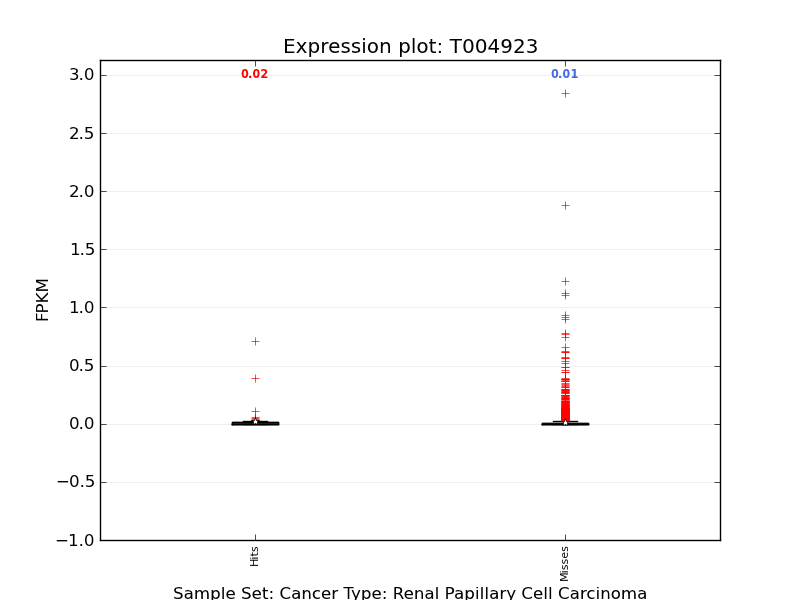 Expression plot: T004923
0.02
0.01
3.0
2.5
2.0
1.5
1.0
0.5
0.0
−0.5
−1.0
FPKM
Hits
Misses
Sample Set: Cancer Type: Renal Papillary Cell Carcinoma